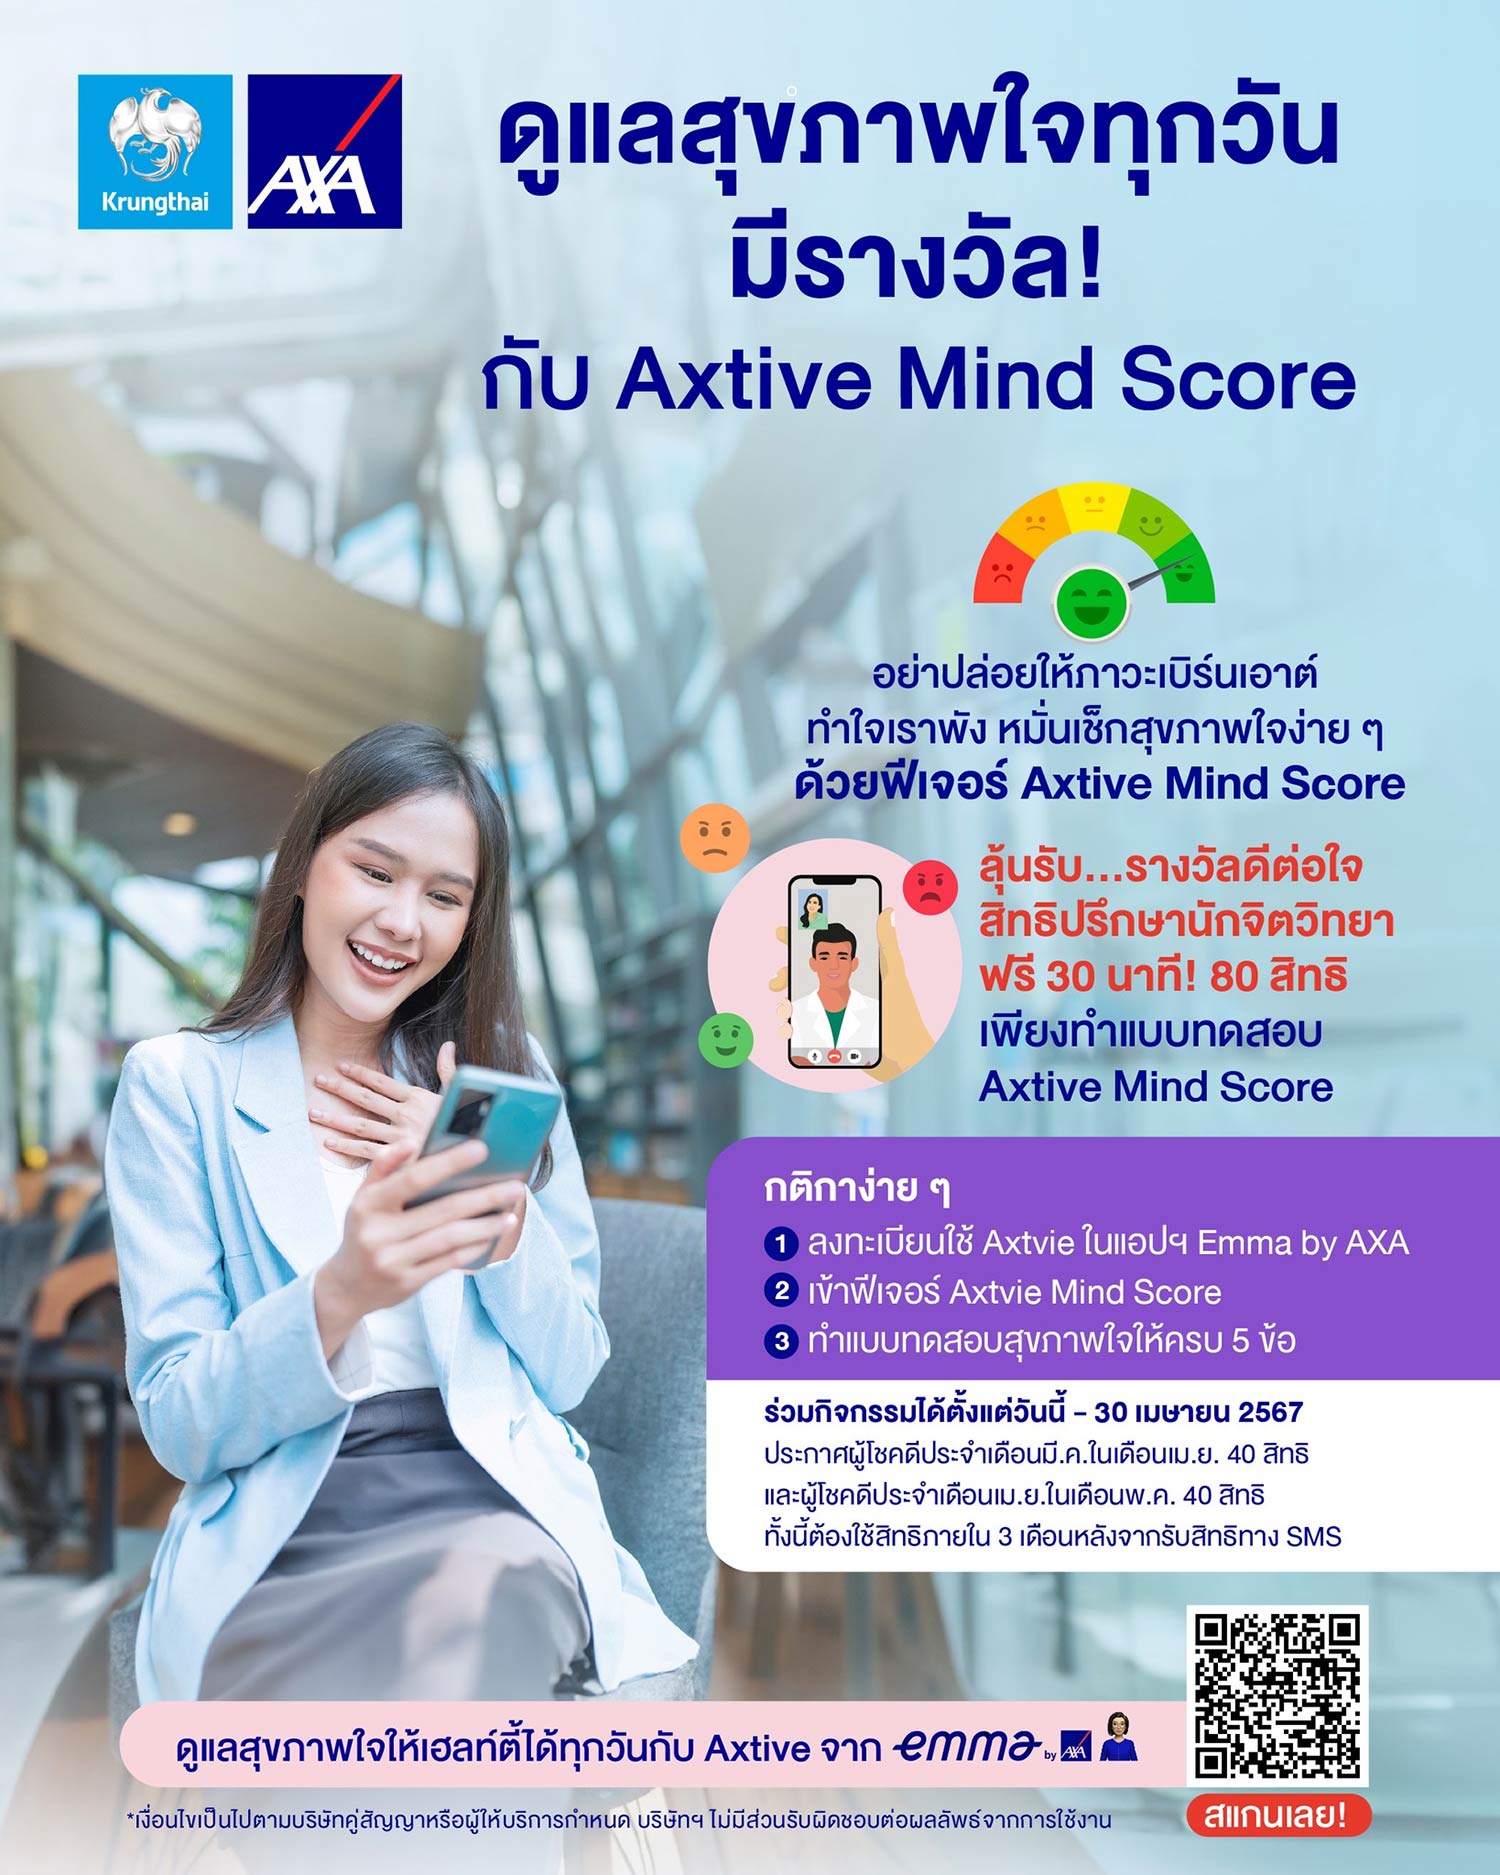 Krungthai
AXA
ดูแลสุขภาพใจทุกวัน
มีรางวัล!
กับ Axtive Mind Score
อย่าปล่อยให้ภาวะเบิร์นเอาต์
ทำใจเราพัง หมั่นเช็กสุขภาพใจง่าย ๆ
ด้วยฟีเจอร์ Axtive Mind Score
ลุ้นรับ...รางวัลดีต่อใจ
สิทธิปรึกษานักจิตวิทยา
ฟรี 30 นาที! 80 สิทธิ
เพียงทำแบบทดสอบ
Axtive Mind Score
กติกาง่าย ๆ
1 ลงทะเบียนใช้ Axtvie ในแอปฯ Emma by AXA
2 เข้าฟีเจอร์ Axtvie Mind Score
3 ทำแบบทดสอบสุขภาพใจให้ครบ 5 ข้อ
ร่วมกิจกรรมได้ตั้งแต่วันนี้ - 30 เมษายน 2567
ประกาศผู้โชคดีประจำเดือนมี.ค.ในเดือนเม.ย. 40 สิทธิ
และผู้โชคดีประจำเดือนเม.ย.ในเดือนพ.ค. 40 สิทธิ
ทั้งนี้ต้องใช้สิทธิภายใน 3 เดือนหลังจากรับสิทธิทาง SMS
ดูแลสุขภาพใจให้เฮลท์ตี้ได้ทุกวันกับ Axtive จาก emma by AXA
*เงื่อนไขเป็นไปตามบริษัทคู่สัญญาหรือผู้ให้บริการกำหนด บริษัทฯ ไม่มีส่วนรับผิดชอบต่อผลลัพธ์จากการใช้งาน
สแกนเลย!